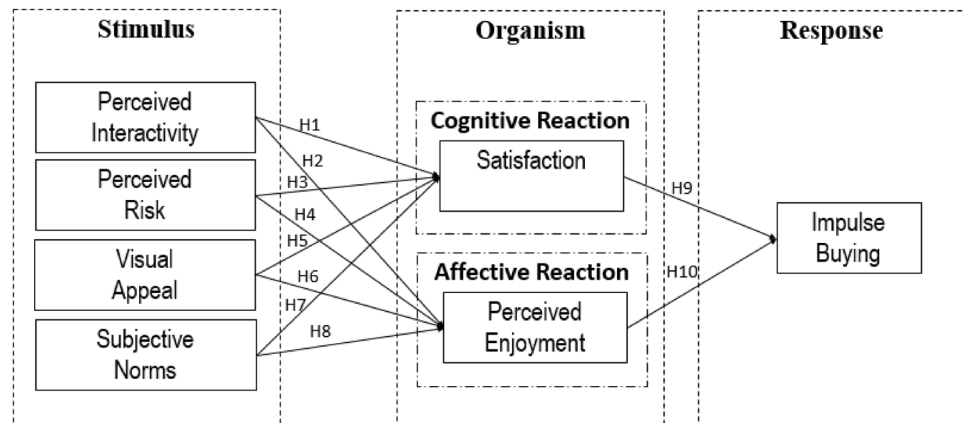 Stimulus
Organism
Response
Perceived
Interactivity
Perceived
Risk
Visual
Appeal
Subjective
Norms
H1
H2
H3
H4
H5
H6
H7
H8
Cognitive Reaction
Satisfaction
Affective Reaction
Perceived
Enjoyment
H9
H10
Impulse
Buying